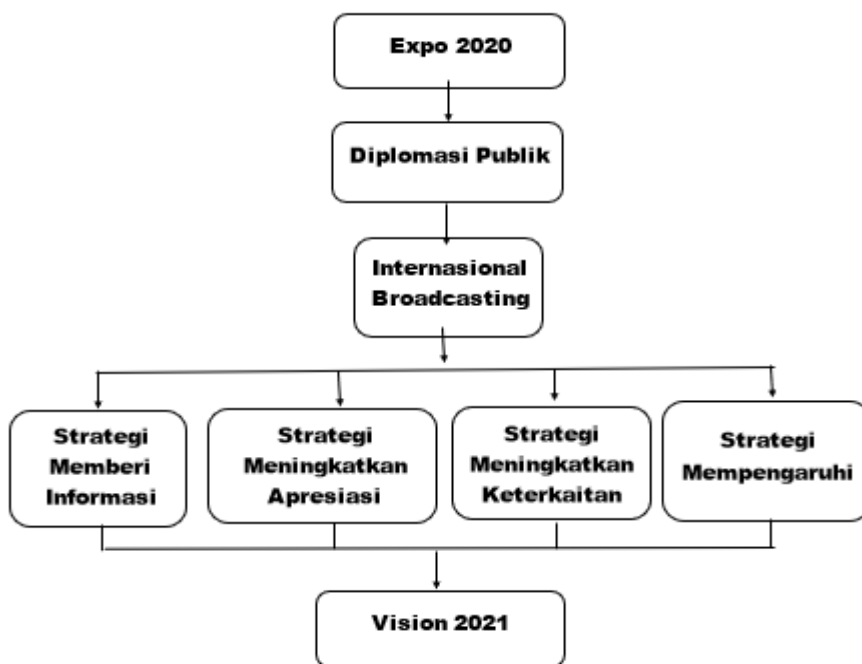 Expo 2020
Diplomasi Publik
Internasional
Broadcasting
Strategi
Memberi
Informasi
Strategi
Meningkatkan
Apresiasi
Strategi
Meningkatkan
Keterkaitan
Strategi
Mempengaruhi
Vision 2021